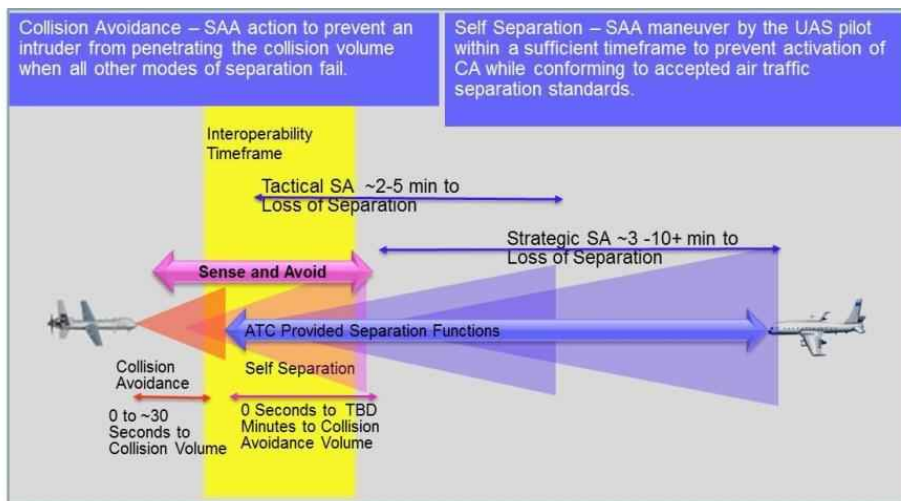 Collision Avoidance – SAA action to prevent an
intruder from penetrating the collision volume
when all other modes of separation fail.
Self Separation – SAA maneuver by the UAS pilot
within a sufficient timeframe to prevent activation of
CA while conforming to accepted air traffic
separation standards.
Interoperability
Timeframe
Tactical SA ~2-5 min to
Loss of Separation
Strategic SA ~3 -10+ min to
Loss of Separation
Sense and Avoid
ATC Provided Separation Functions
Collision
Avoidance
0 to ~30
Seconds to
Collision Volume
Self Separation
0 Seconds to TBD
Minutes to Collision
Avoidance Volume